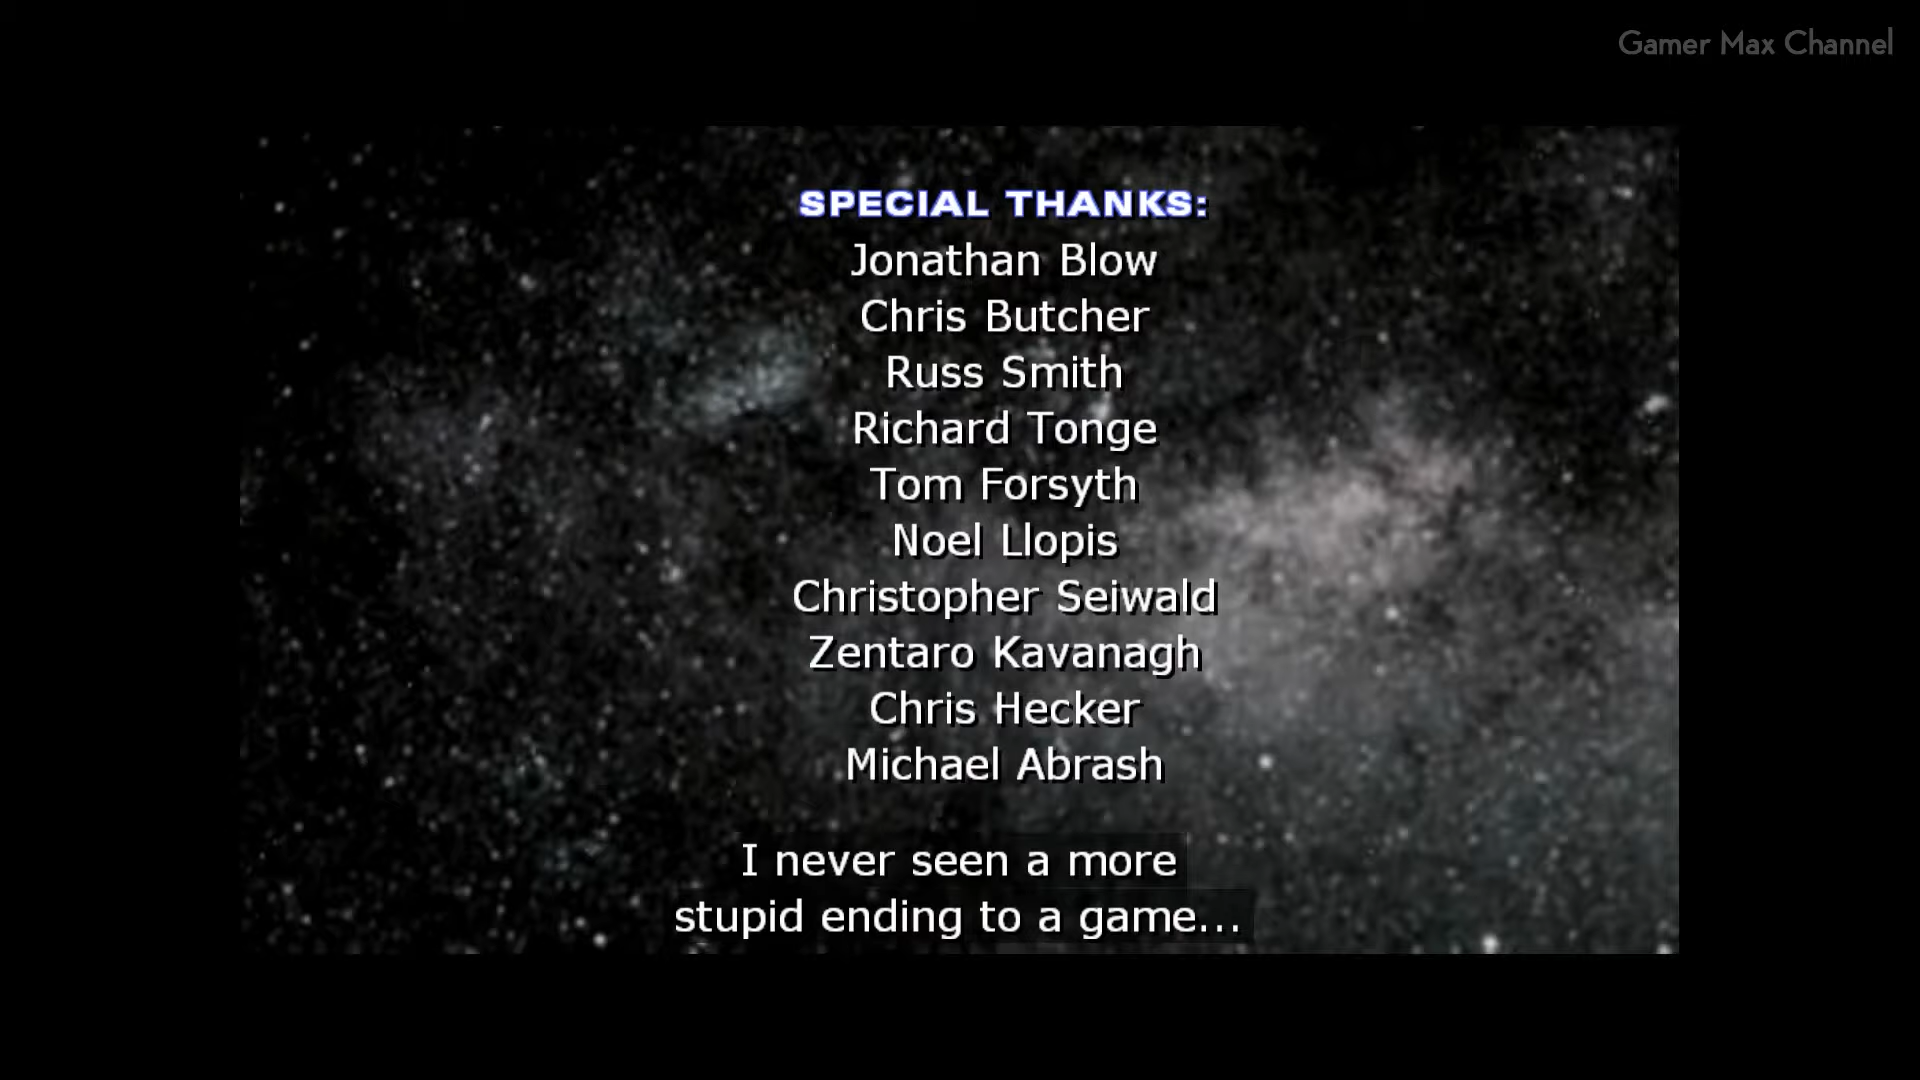 Gamer Max Channel
SPECIAL THANKS:
Jonathan Blow
Chris Butcher
Russ Smith
Richard Tonge
Tom Forsyth
Noel Llopis
Christopher Seiwald
Zentaro Kavanagh
Chris Hecker
Michael Abrash
I never seen a more
stupid ending to a game...